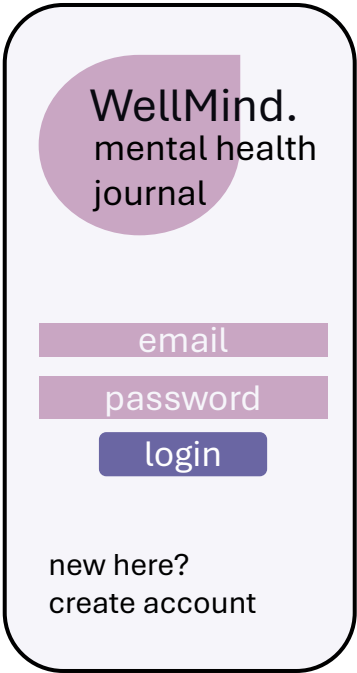 WellMind.
mental health
journal
email
password
login
new here?
create account